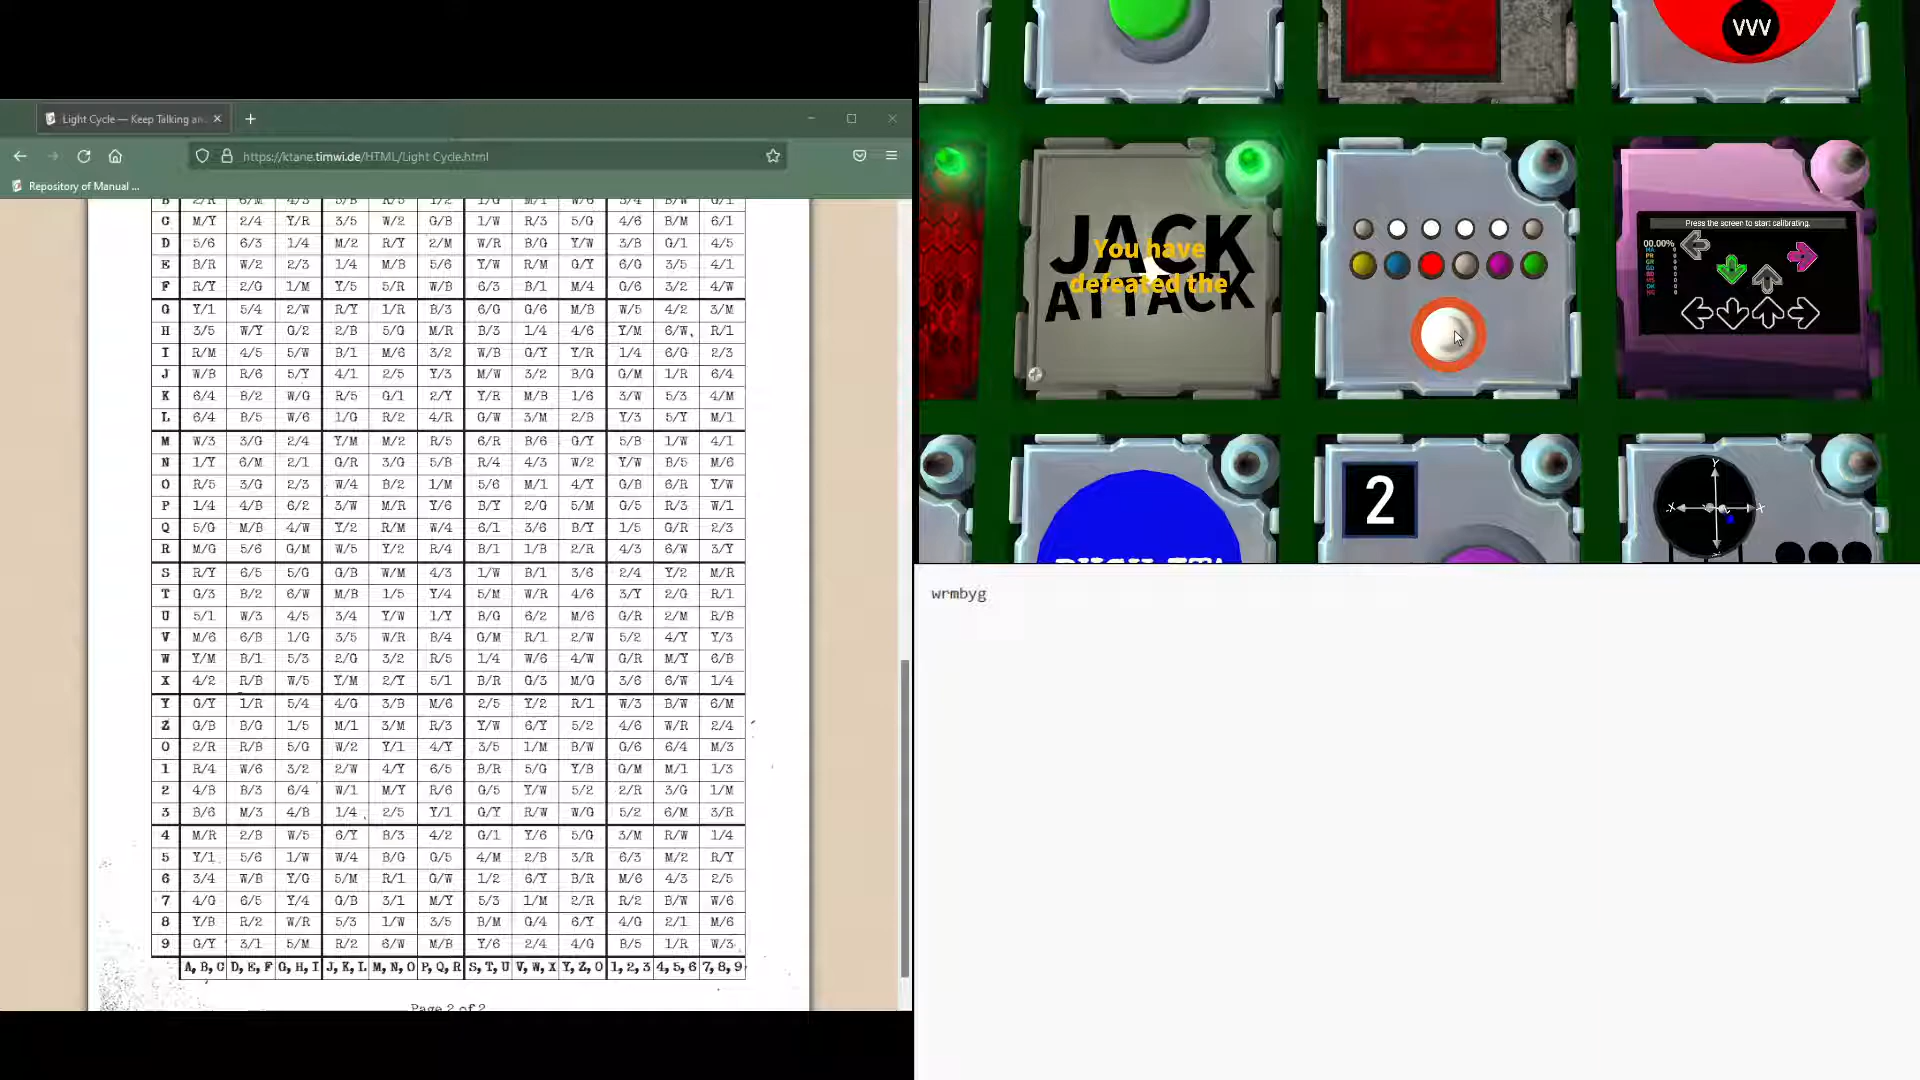 Light Cycle — Keep Talking an
https://ktane.timwi.de/HTML/Light Cycle.html
Repository of Manual ...
B 2/R 6/M 4/3 5/B R/5 1/2 1/G M/1 W/6 3/4 B/W G/1
C M/Y 2/4 Y/R 3/5 W/2 G/B 1/W R/3 5/G 4/6 B/M 6/1
D 5/6 6/3 1/4 M/2 R/Y 2/M W/R B/G Y/W 3/B G/1 4/5
E B/R W/2 2/3 1/4 M/B 5/6 Y/W R/M G/Y 6/G 3/5 4/1
F R/Y 2/G 1/M Y/5 5/R W/B 6/3 B/1 M/4 G/6 3/2 4/W
G Y/1 5/4 2/W R/Y 1/R B/3 6/G G/6 M/B W/5 4/2 3/M
H 3/5 W/Y G/2 2/B 5/G M/R B/3 1/4 4/6 Y/M 6/W R/1
I R/M 4/5 5/W B/1 M/6 3/2 W/B G/Y Y/R 1/4 6/G 2/3
J W/B R/6 5/Y 4/1 2/5 Y/3 M/W 3/2 B/G G/M 1/R 6/4
K 6/4 B/2 W/G R/5 G/1 2/Y Y/R M/B 1/6 3/W 5/3 4/M
L 6/4 B/5 W/6 1/G R/2 4/R G/W 3/M 2/B Y/3 5/Y M/1
M W/3 3/G 2/4 Y/M M/2 R/5 6/R B/6 G/Y 5/B 1/W 4/1
N 1/Y 6/M 2/1 G/R 3/G 5/B R/4 4/3 W/2 Y/W B/5 M/6
O R/5 3/G 2/3 W/4 B/2 1/M 5/6 M/1 4/Y G/B 6/R Y/W
P 1/4 4/B 6/2 3/W M/R Y/6 B/Y 2/G 5/M G/5 R/3 W/1
Q 5/G M/B 4/W Y/2 R/M W/4 6/1 3/6 B/Y 1/5 G/R 2/3
R M/G 5/6 G/M W/5 Y/2 R/4 B/1 1/B 2/R 4/3 6/W 3/Y
S R/Y 6/5 5/G G/B W/M 4/3 1/W B/1 3/6 2/4 Y/2 M/R
T G/3 B/2 6/W M/B 1/5 Y/4 5/M W/R 4/6 3/Y 2/G R/1
U 5/1 W/3 4/5 3/4 Y/W 1/Y B/G 6/2 M/6 G/R 2/M R/B
V M/6 6/B 1/G 3/5 W/R B/4 G/M R/1 2/W 5/2 4/Y Y/3
W Y/M B/1 5/3 2/G 3/2 R/5 1/4 W/6 4/W G/R M/Y 6/B
X 4/2 R/B W/5 Y/M 2/Y 5/1 B/R G/3 M/G 3/6 6/W 1/4
Y G/Y 1/R 5/4 4/G 3/B M/6 2/5 Y/2 R/1 W/3 B/W 6/M
Z G/B B/G 1/5 M/1 3/M R/3 Y/W 6/Y 5/2 4/6 W/R 2/4
0 2/R R/B 5/G W/2 Y/1 4/Y 3/5 1/M B/W G/6 6/4 M/3
1 R/4 W/6 3/2 2/W 4/Y 6/5 B/R 5/G Y/B G/M M/1 1/3
2 4/B B/3 6/4 W/1 M/Y R/6 G/5 Y/W 5/2 2/R 3/G 1/M
3 B/6 M/3 4/B 1/4 2/5 Y/1 G/Y R/W W/G 5/2 6/M 3/R
4 M/R 2/B W/5 6/Y B/3 4/2 G/1 Y/6 5/G 3/M R/W 1/4
5 Y/1 5/6 1/W W/4 B/G G/5 4/M 2/B 3/R 6/3 M/2 R/Y
6 3/4 W/B Y/G 5/M R/1 G/W 1/2 6/Y B/R M/6 4/3 2/5
7 4/G 6/5 Y/4 G/B 3/1 M/Y 5/3 1/M 2/R R/2 B/W W/6
8 Y/B R/2 W/R 5/3 1/W 3/5 B/M G/4 6/Y 4/G 2/1 M/6
9 G/Y 3/1 5/M R/2 6/W M/B Y/6 2/4 4/G B/5 1/R W/3
A, B, C D, E, F G, H, I J, K, L M, N, O P, Q, R S, T, U V, W, X Y, Z, 0 1, 2, 3 4, 5, 6 7, 8, 9
Page 2 of 2
VVV
JACK
ATTACK
You have
defeated the
Press the screen to start calibrating.
00.00%
2
Y
X
X
wrmbyg